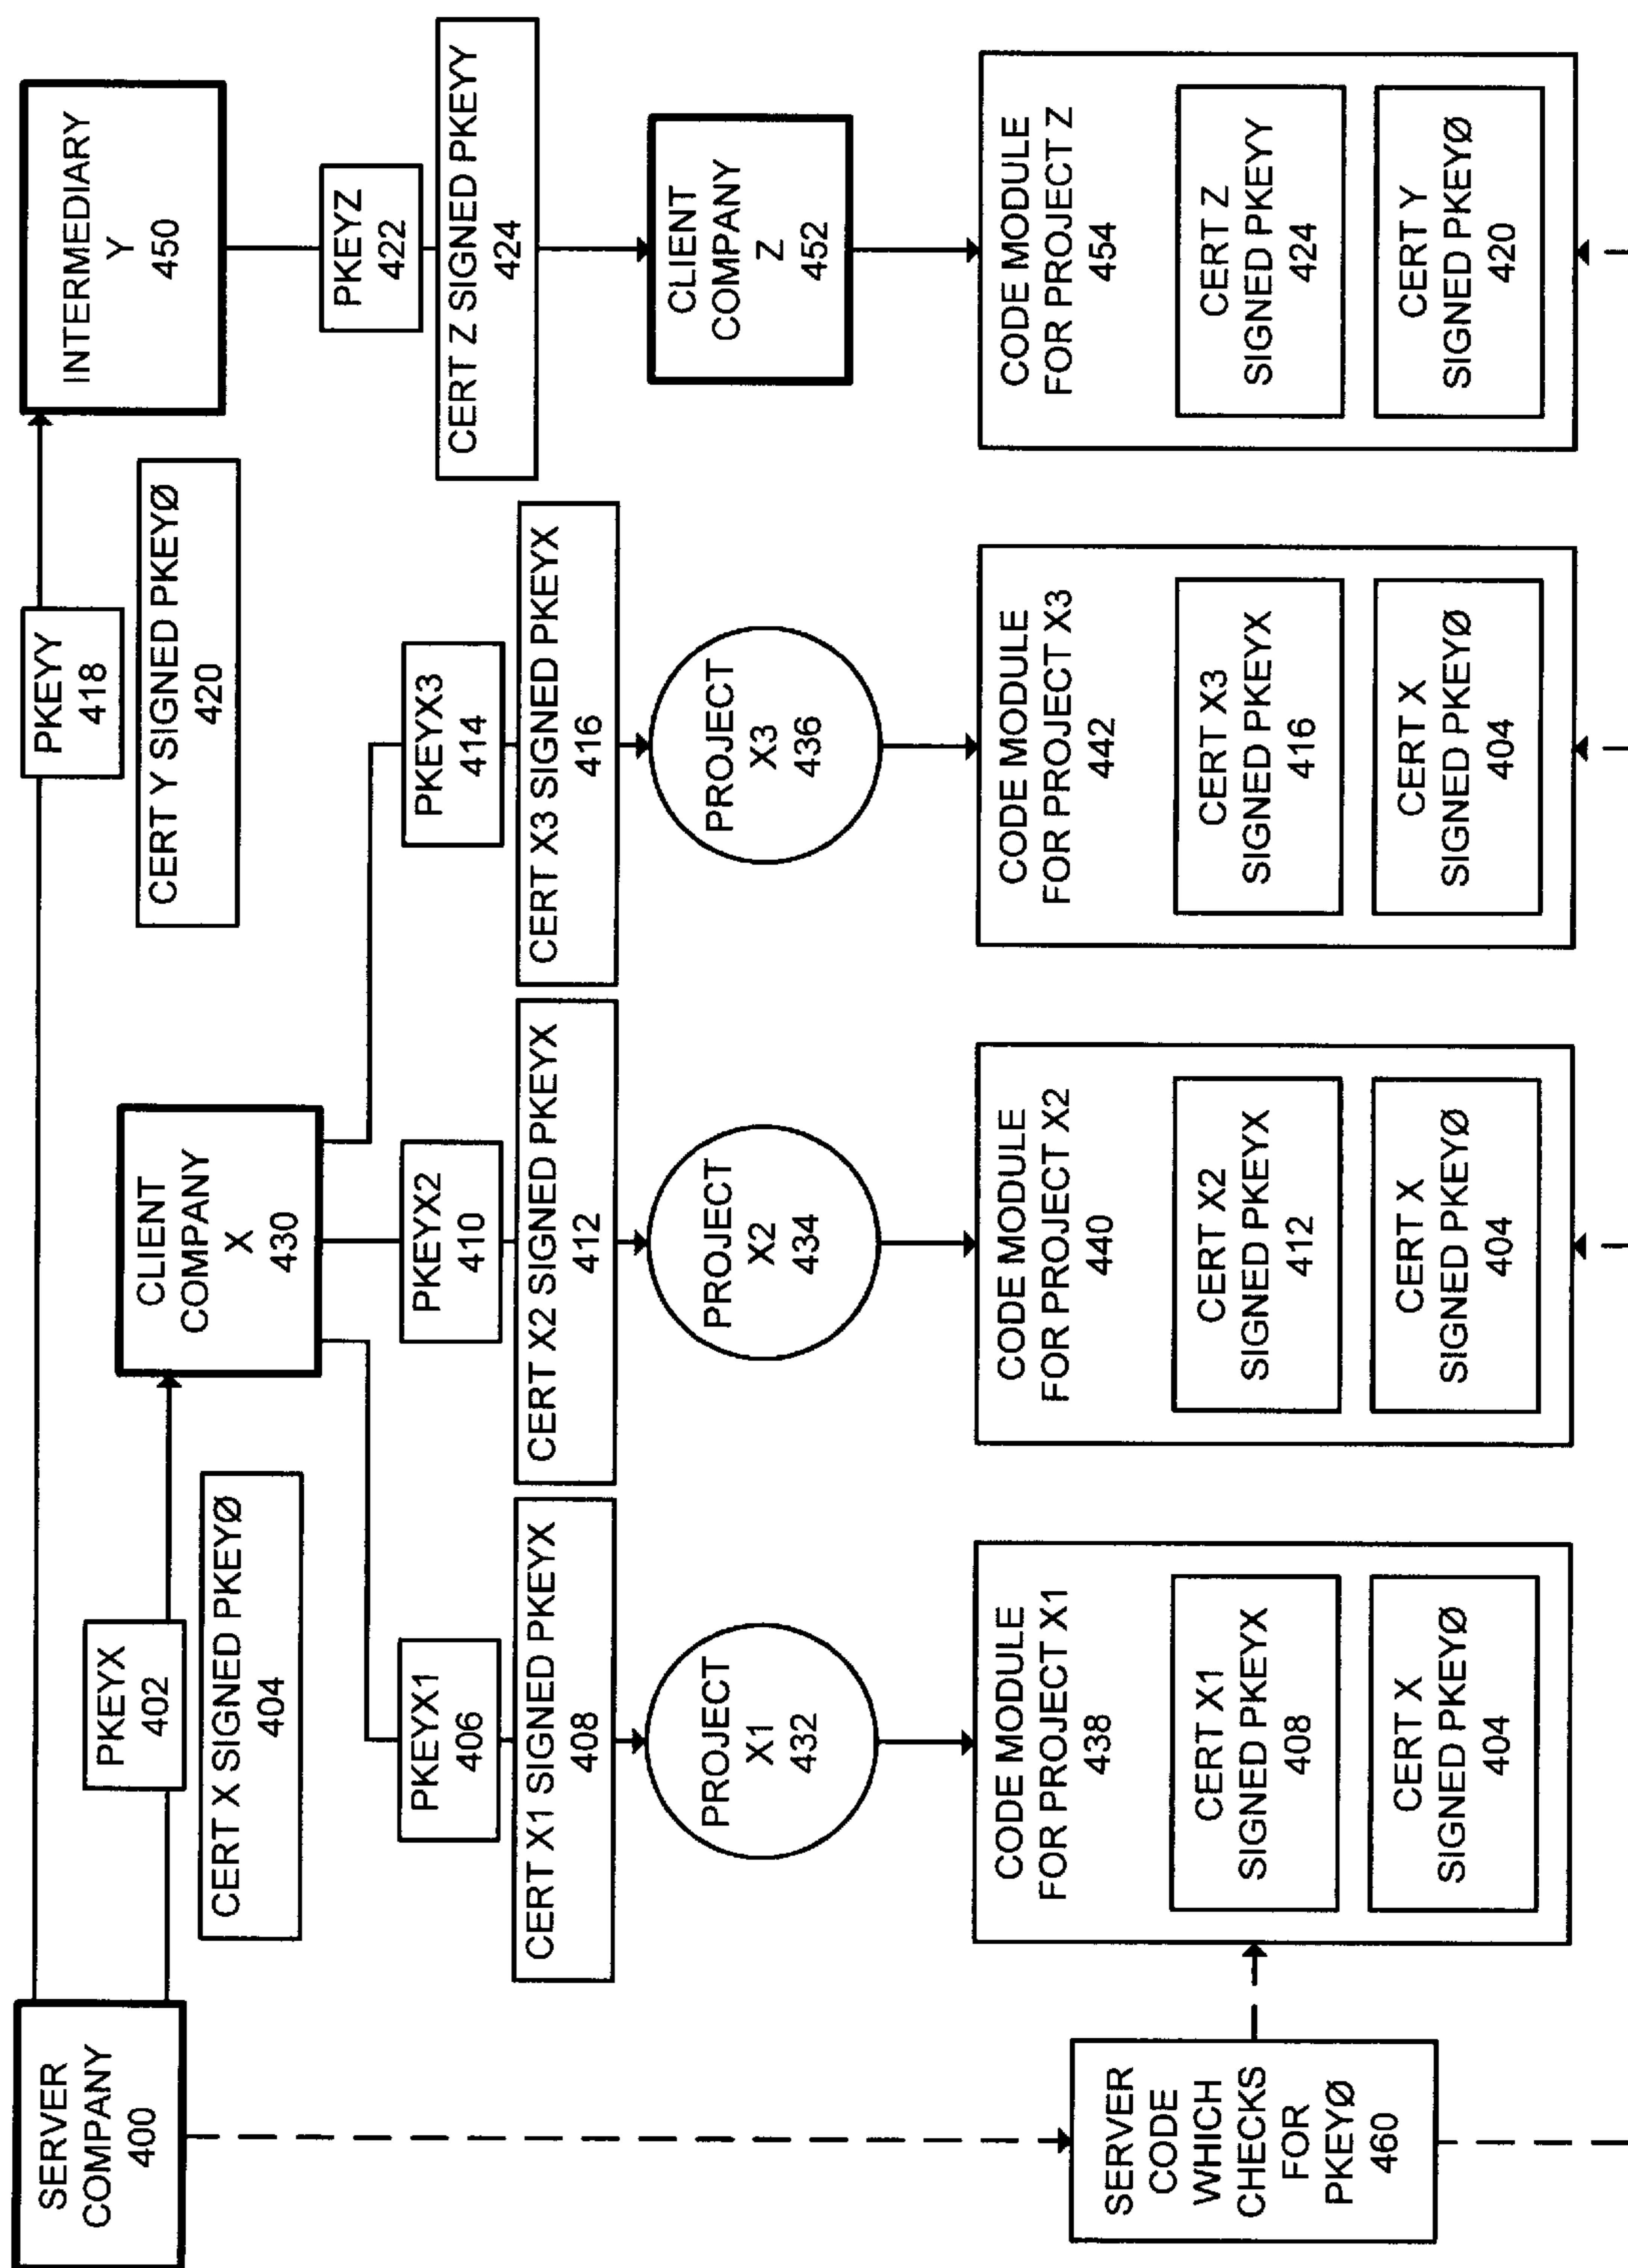 SERVER
COMPANY
400
PKEYX
402
CERT X SIGNED PKEYØ
404
CLIENT
COMPANY
X
430
PKEYY
418
CERT Y SIGNED PKEYØ
420
INTERMEDIARY
Y
450
PKEYX1
406
CERT X1 SIGNED PKEYX
408
PKEYX2
410
CERT X2 SIGNED PKEYX
412
PKEYX3
414
CERT X3 SIGNED PKEYX
416
PKEYZ
422
CERT Z SIGNED PKEYY
424
PROJECT
X1
432
PROJECT
X2
434
PROJECT
X3
436
CLIENT
COMPANY
Z
452
SERVER
CODE
WHICH
CHECKS
FOR
PKEYØ
460
CODE MODULE
FOR PROJECT X1
438
CERT X1
SIGNED PKEYX
408
CERT X
SIGNED PKEYØ
404
CODE MODULE
FOR PROJECT X2
440
CERT X2
SIGNED PKEYX
412
CERT X
SIGNED PKEYØ
404
CODE MODULE
FOR PROJECT X3
442
CERT X3
SIGNED PKEYX
416
CERT X
SIGNED PKEYØ
404
CODE MODULE
FOR PROJECT Z
454
CERT Z
SIGNED PKEYY
424
CERT Y
SIGNED PKEYØ
420